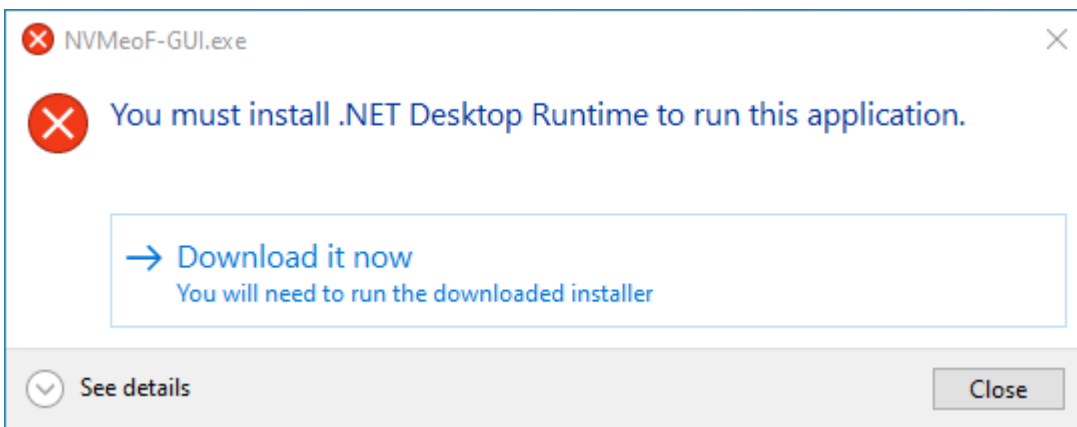 NVMeoF-GUI.exe
You must install .NET Desktop Runtime to run this application.
Download it now
You will need to run the downloaded installer
See details
Close